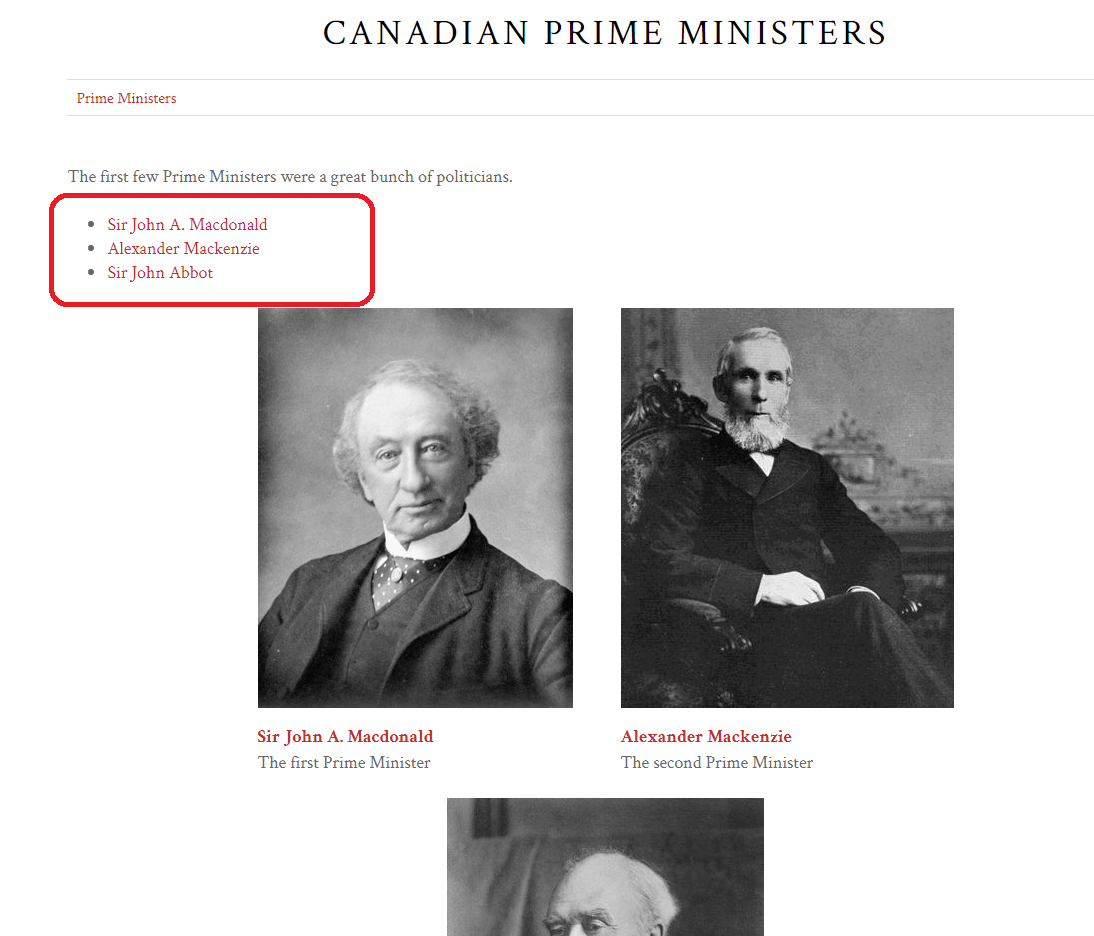 CANADIAN PRIME MINISTERS
Prime Ministers
The first few Prime Ministers were a great bunch of politicians.
Sir John A. Macdonald
Alexander Mackenzie
Sir John Abbot
Sir John A. Macdonald
The first Prime Minister
Alexander Mackenzie
The second Prime Minister